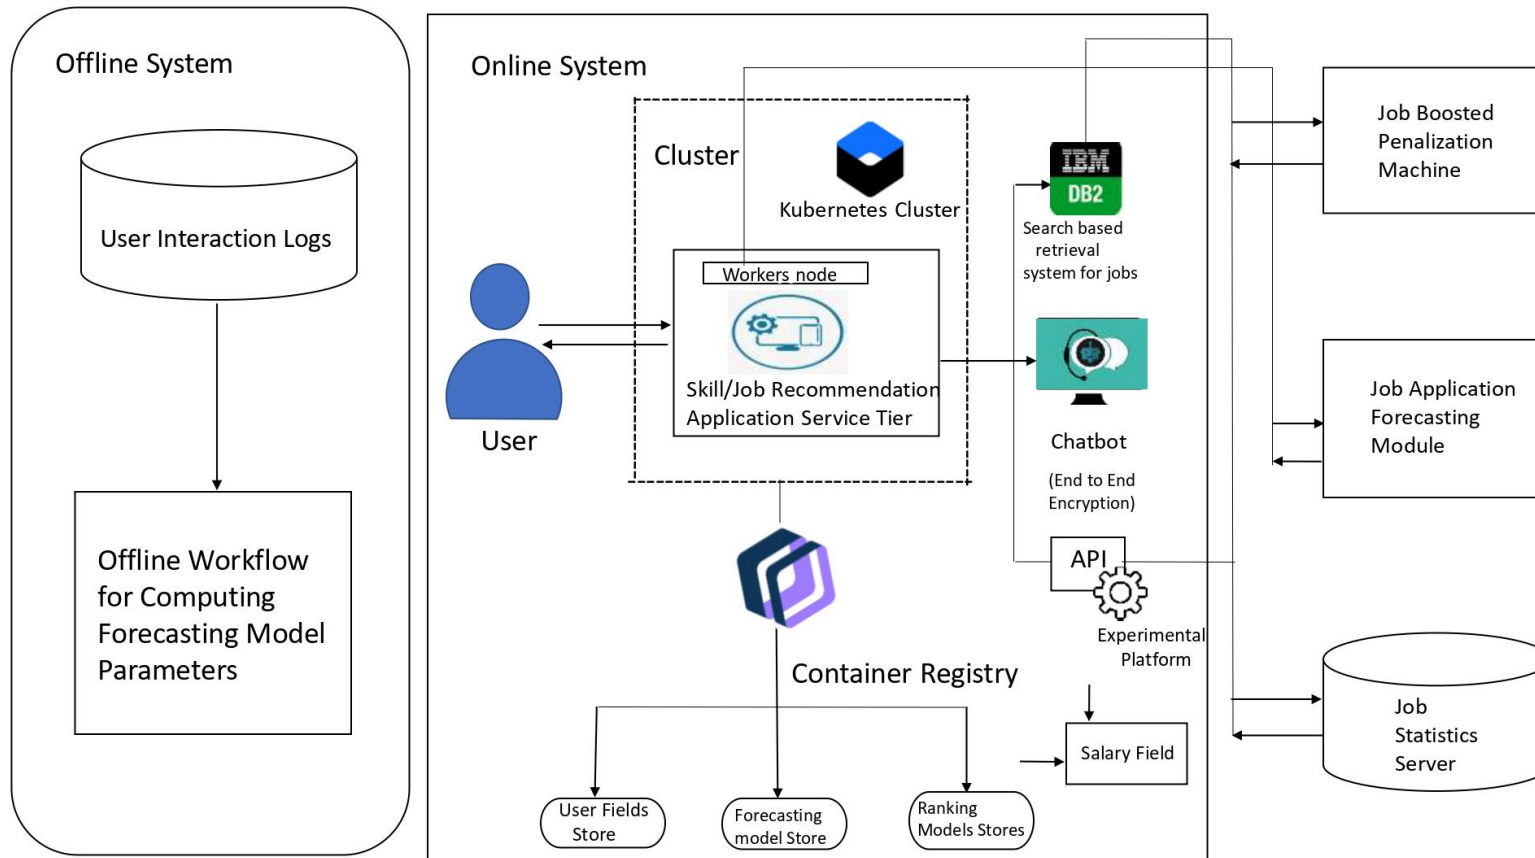 Offline System
User Interaction Logs
Offline Workflow
for Computing
Forecasting Model
Parameters
Online System
Cluster
Kubernetes Cluster
Workers node
Skill/Job Recommendation
Application Service Tier
User
IBM
DB2
Search based
retrieval
system for jobs
Chatbot
(End to End
Encryption)
API
Experimental
Platform
Container Registry
User Fields
Store
Forecasting
model Store
Ranking
Models Stores
Salary Field
Job Boosted
Penalization
Machine
Job Application
Forecasting
Module
Job
Statistics
Server